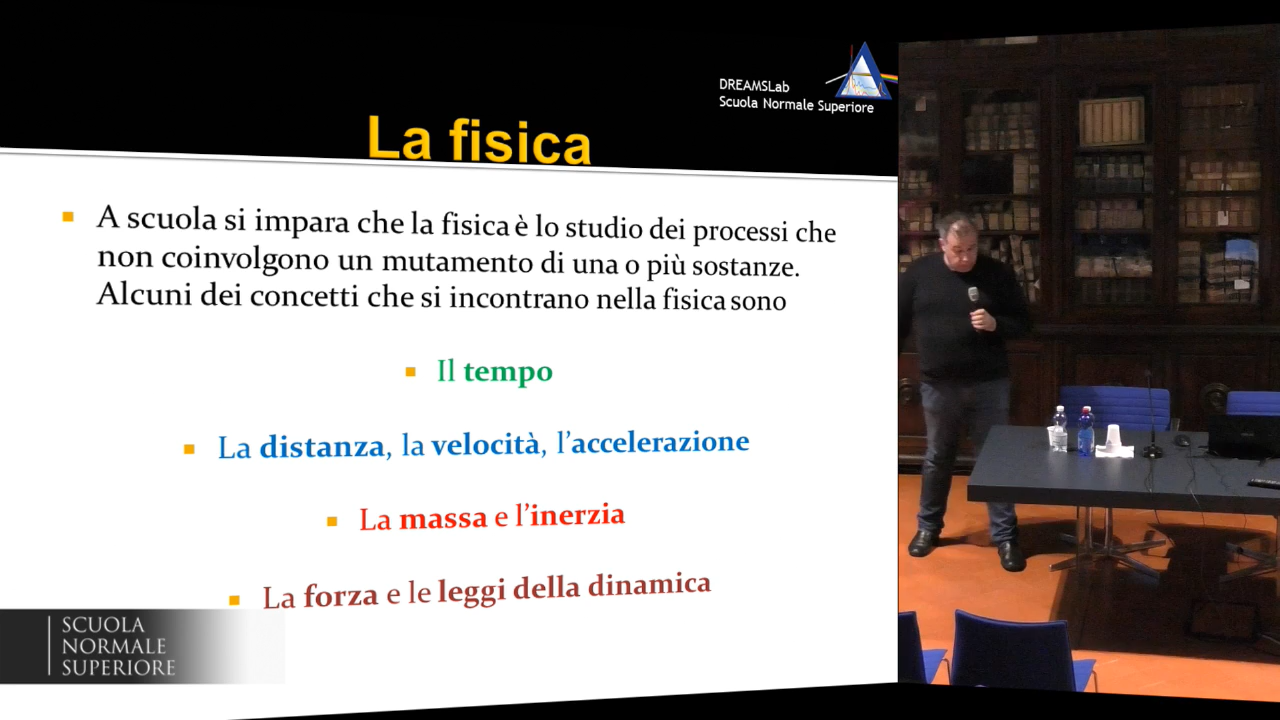 DREAMSLab
Scuola Normale Superiore
La fisica
A scuola si impara che la fisica è lo studio dei processi che
non coinvolgono un mutamento di una o più sostanze.
Alcuni dei concetti che si incontrano nella fisica sono
Il tempo
La distanza, la velocità, l'accelerazione
La massa e l'inerzia
La forza e le leggi della dinamica
SCUOLA
NORMALE
SUPERIORE